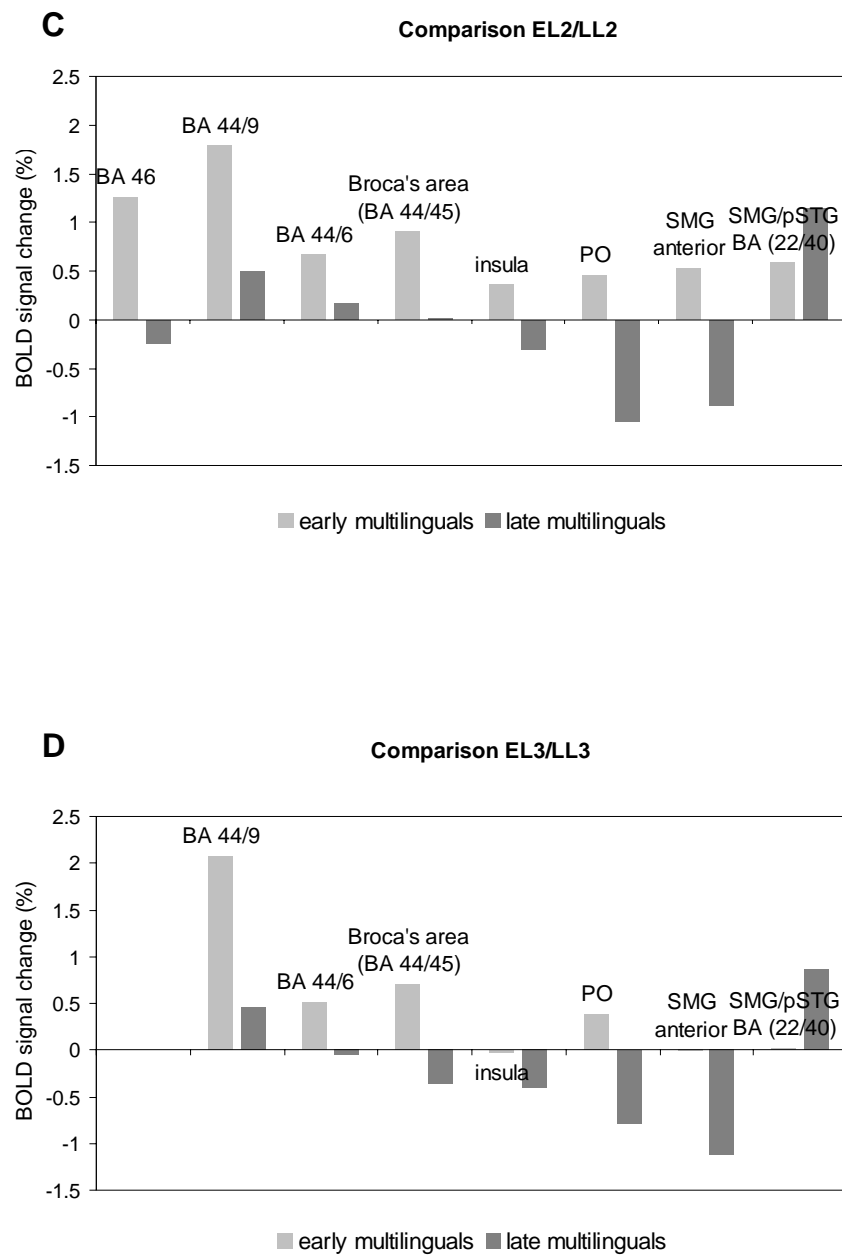 C
Comparison EL2/LL2
2.5
2
1.5
1
0.5
0
-0.5
-1
-1.5
BOLD signal change (%)
BA 46
BA 44/9
BA 44/6
Broca's area
(BA 44/45)
insula
PO
SMG
anterior
SMG/pSTG
BA (22/40)
early multilinguals late multilinguals
D
Comparison EL3/LL3
2.5
2
1.5
1
0.5
0
-0.5
-1
-1.5
BOLD signal change (%)
BA 44/9
BA 44/6
Broca's area
(BA 44/45)
insula
PO
SMG
anterior
SMG/pSTG
BA (22/40)
early multilinguals late multilinguals